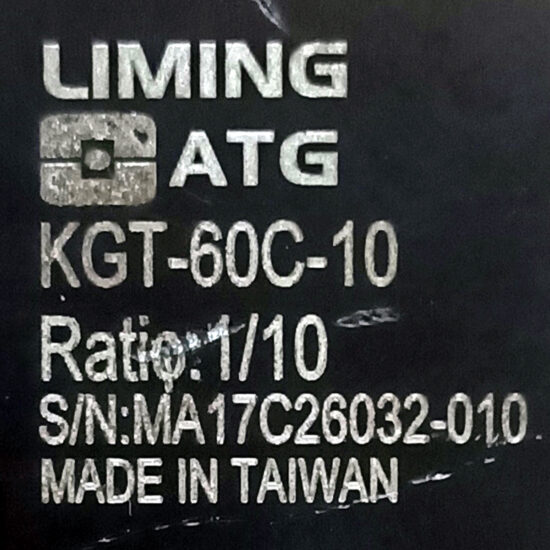 LIMING
ATG
KGT-60C-10
Ratio:1/10
S/N:MA17C26032-010
MADE IN TAIWAN